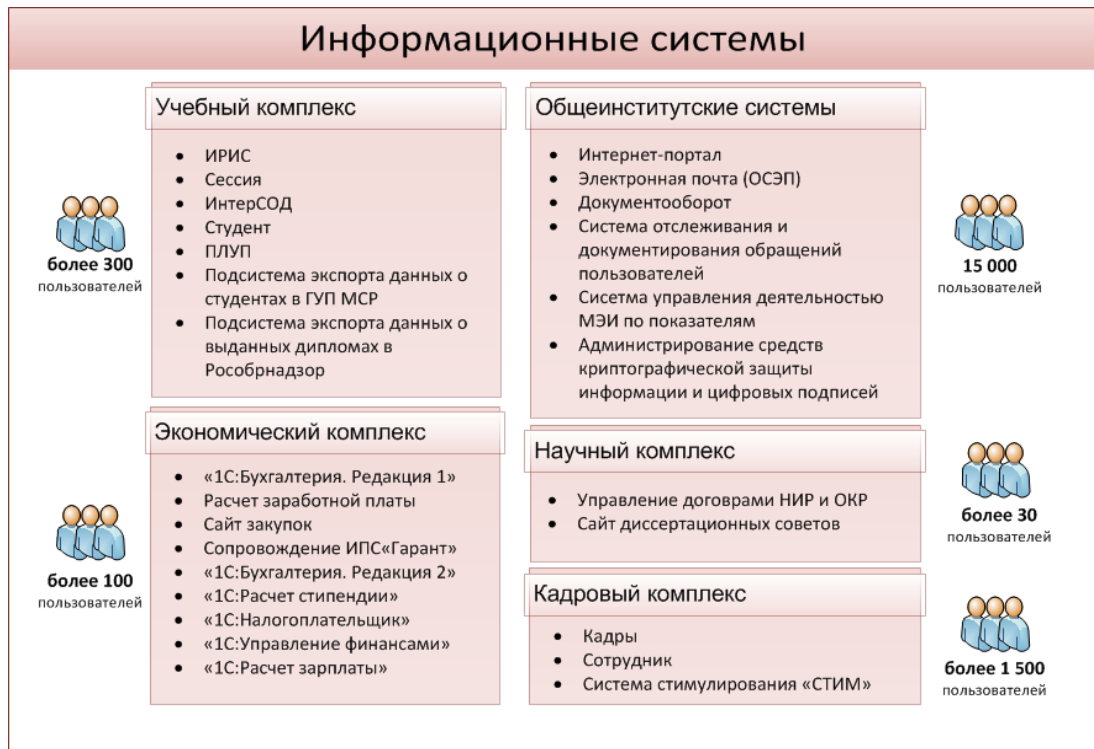 Информационные системы
Учебный комплекс
• ИРИС
• Сессия
• ИнтерСОД
• Студент
• ПЛУП
• Подсистема экспорта данных о
студентах в ГУП МСР
• Подсистема экспорта данных о
выданных дипломах в
Рособрнадзор
более 300
пользователей
Общеинститутские системы
• Интернет-портал
• Электронная почта (ОСЭП)
• Документооборот
• Система отслеживания и
документирования обращений
пользователей
• Сисетма управления деятельностью
МЭИ по показателям
• Администрирование средств
криптографической защиты
информации и цифровых подписей
15 000
пользователей
Экономический комплекс
• «1С:Бухгалтерия. Редакция 1»
• Расчет заработной платы
• Сайт закупок
• Сопровождение ИПС«Гарант»
• «1С:Бухгалтерия. Редакция 2»
• «1С:Расчет стипендии»
• «1С:Налогоплательщик»
• «1С:Управление финансами»
• «1С:Расчет зарплаты»
более 100
пользователей
Научный комплекс
• Управление договрами НИР и ОКР
• Сайт диссертационных советов
более 30
пользователей
Кадровый комплекс
• Кадры
• Сотрудник
• Система стимулирования «СТИМ»
более 1 500
пользователей